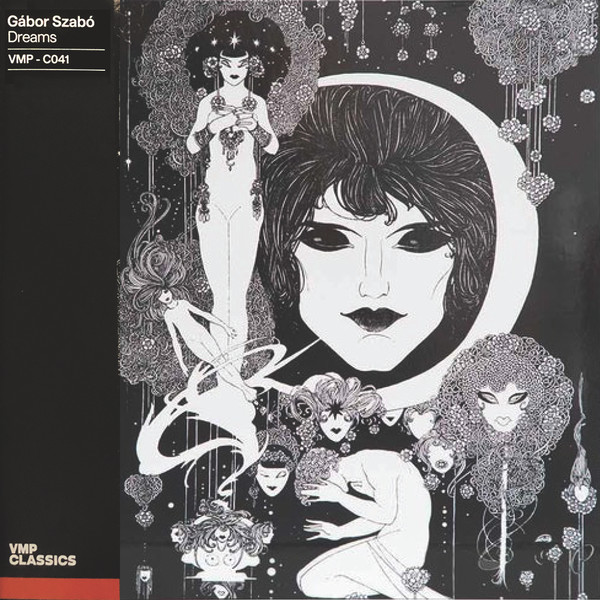 Gábor Szabó
Dreams
VMP - C041
VMP
CLASSICS